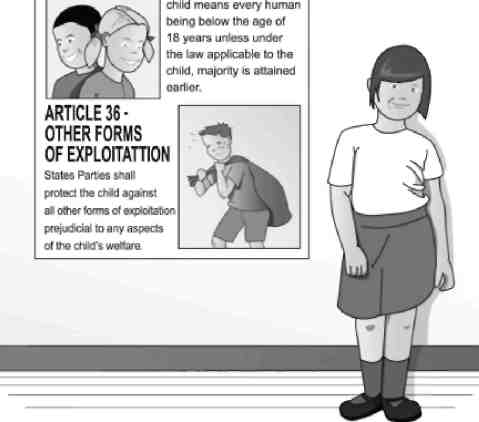 child means every human
being below the age of
18 years unless under
the law applicable to the
child, majority is attained
earlier.
ARTICLE 36 -
OTHER FORMS
OF EXPLOITATTION
States Parties shall
protect the child against
all other forms of exploitation
prejudicial to any aspects
of the child's welfare.